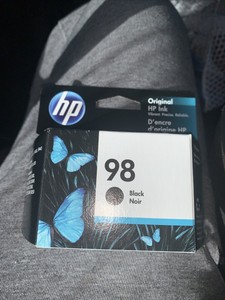 hp
Original
HP Ink
D'encre
d'origine HP
98
Black
Noir